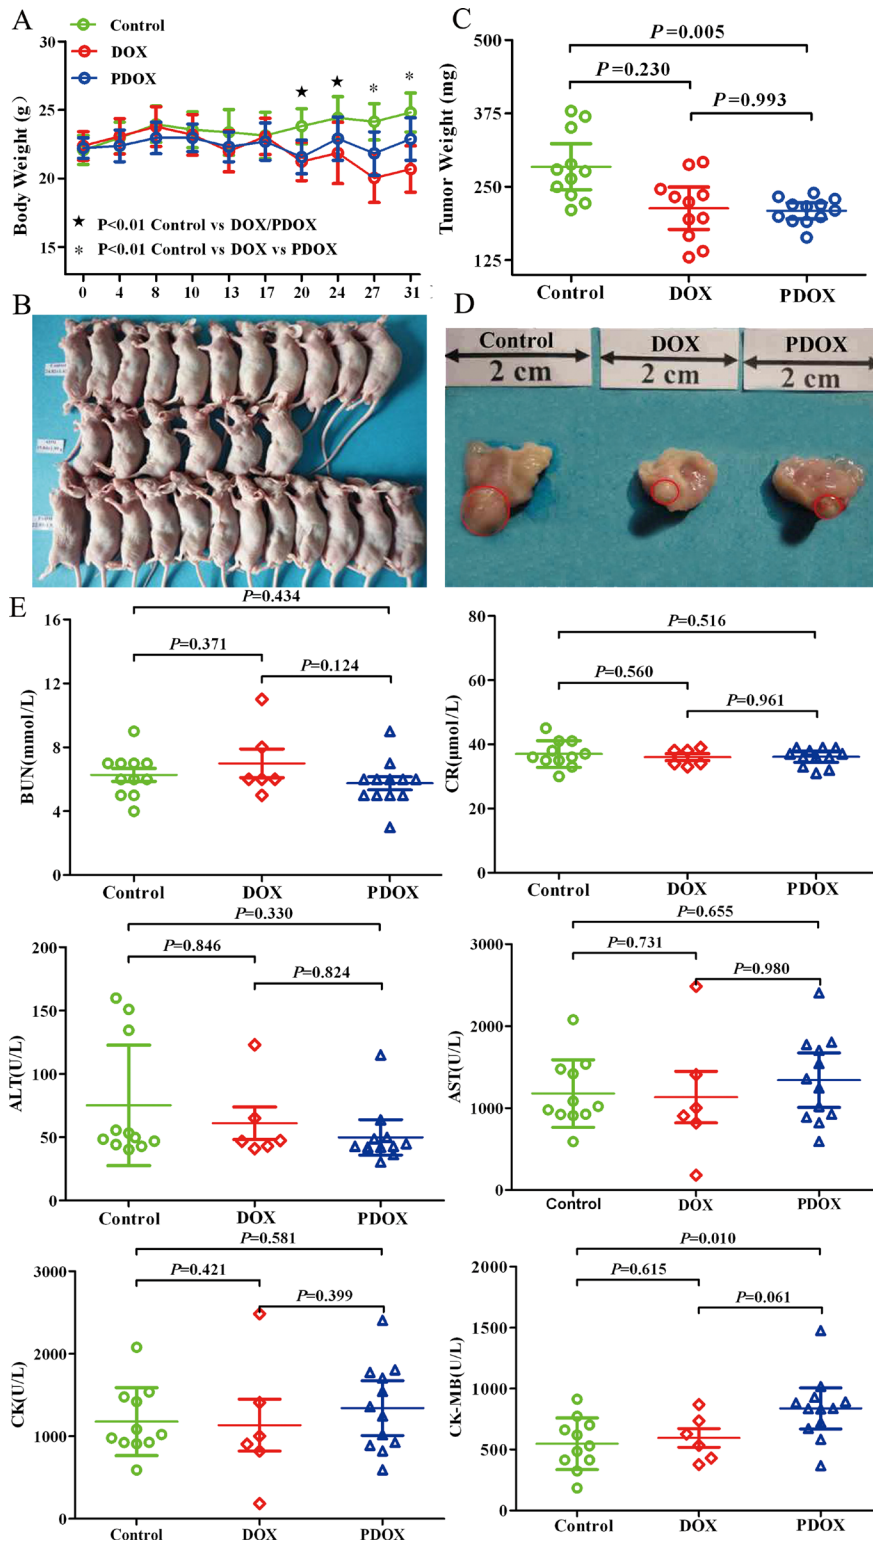 A
Control
DOX
PDOX
Body Weight (g)
30
25
20
15
★ P<0.01 Control vs DOX/PDOX
* P<0.01 Control vs DOX vs PDOX
0 4 8 10 13 17 20 24 27 31
C
Tumor Weight (mg)
500
375
250
125
P=0.005
P=0.230
P=0.993
Control DOX PDOX
B
D
Control DOX PDOX
2 cm 2 cm 2 cm
E
BUN(mmol/L)
16
12
8
4
0
P=0.434
P=0.371
P=0.124
Control DOX PDOX
CR(μmol/L)
80
60
40
20
0
P=0.516
P=0.560
P=0.961
Control DOX PDOX
ALT(U/L)
200
150
100
50
0
P=0.330
P=0.846
P=0.824
Control DOX PDOX
AST(U/L)
3000
2000
1000
0
P=0.655
P=0.731
P=0.980
Control DOX PDOX
CK(U/L)
3000
2000
1000
0
P=0.581
P=0.421
P=0.399
Control DOX PDOX
CK-MB(U/L)
2000
1500
1000
500
0
P=0.010
P=0.615
P=0.061
Control DOX PDOX